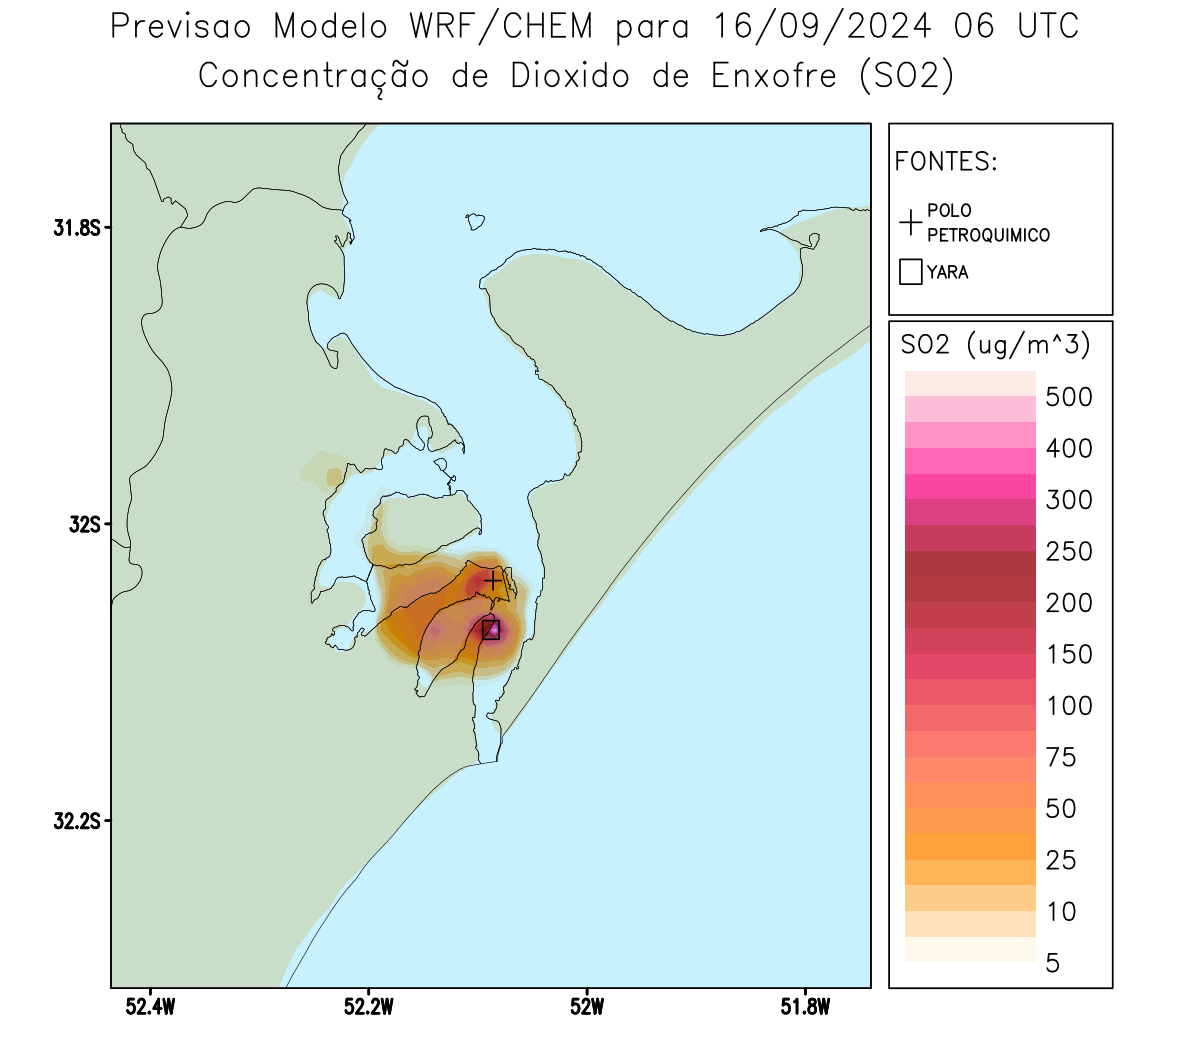 Previsao Modelo WRF/CHEM para 16/09/2024 06 UTC
Concentração de Dioxido de Enxofre (SO2)
FONTES:
POLO
PETROQUIMICO
YARA
SO2 (ug/m^3)
500
400
300
250
200
150
100
75
50
25
10
5
31.8S
32S
32.2S
52.4W
52.2W
52W
51.8W